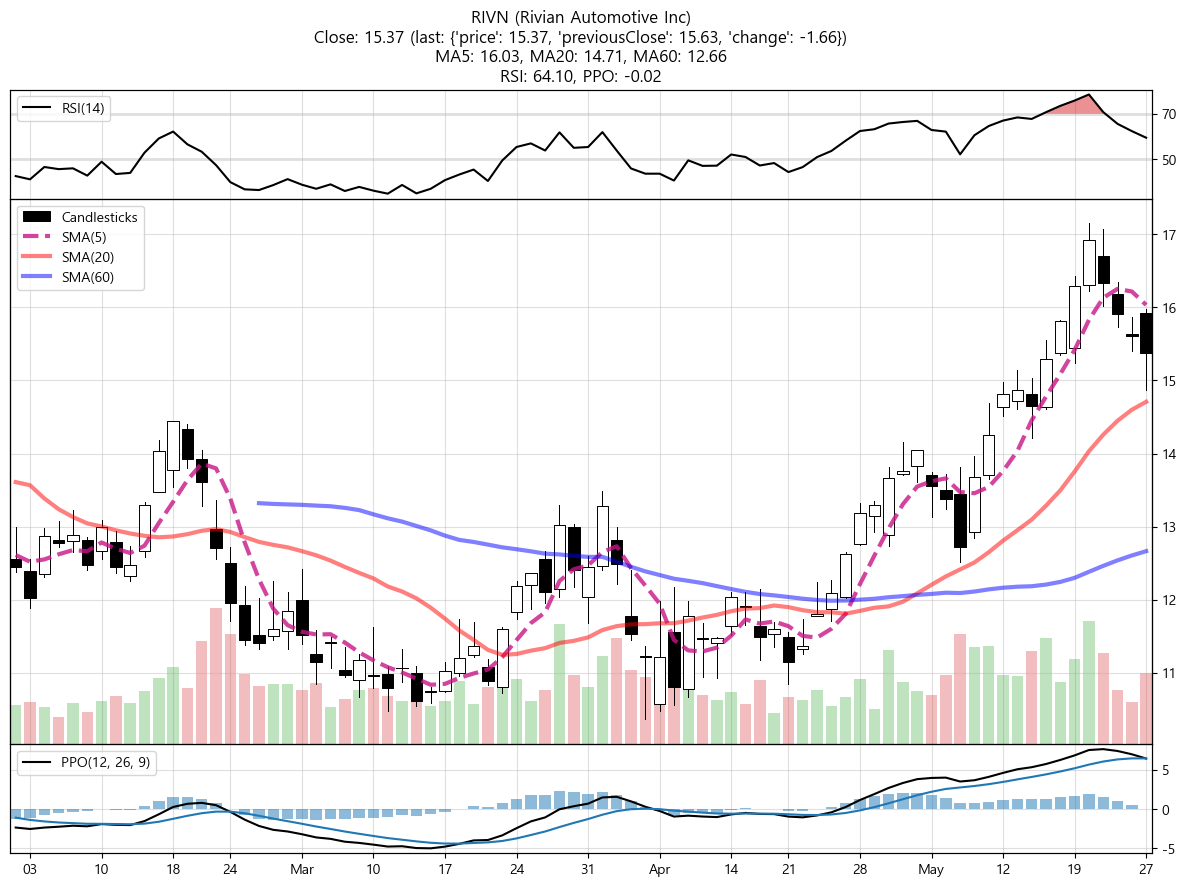 RIVN (Rivian Automotive Inc)
Close: 15.37 (last: {'price': 15.37, 'previousClose': 15.63, 'change': -1.66})
MA5: 16.03, MA20: 14.71, MA60: 12.66
RSI: 64.10, PPO: -0.02
RSI(14)
70
50
Candlesticks
SMA(5)
SMA(20)
SMA(60)
17
16
15
14
13
12
11
PPO(12, 26, 9)
5
0
-5
03 10 18 24 Mar 10 17 24 31 Apr 14 21 28 May 12 19 27